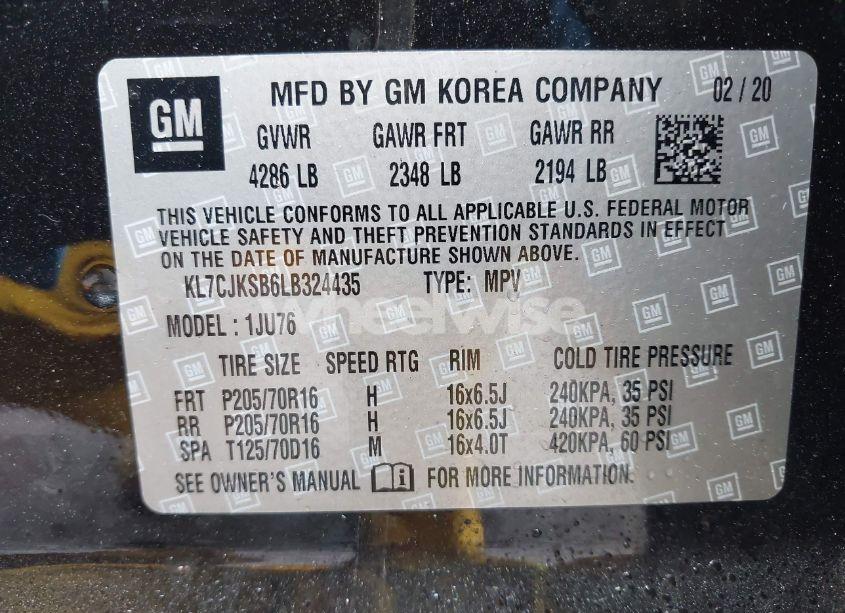 GM MFD BY GM KOREA COMPANY 02 / 20
GVWR GAWR FRT GAWR RR
4286 LB 2348 LB 2194 LB
THIS VEHICLE CONFORMS TO ALL APPLICABLE U.S. FEDERAL MOTOR
VEHICLE SAFETY AND THEFT PREVENTION STANDARDS IN EFFECT
ON THE DATE OF MANUFACTURE SHOWN ABOVE.
KL7CJKSB6LB324435 TYPE: MPV
wheelwise
MODEL : 1JU76
TIRE SIZE SPEED RTG RIM COLD TIRE PRESSURE
FRT P205/70R16 H 16x6.5J 240KPA, 35 PSI
RR P205/70R16 H 16x6.5J 240KPA, 35 PSI
SPA T125/70D16 M 16x4.0T 420KPA, 60 PSI
SEE OWNER'S MANUAL FOR MORE INFORMATION.